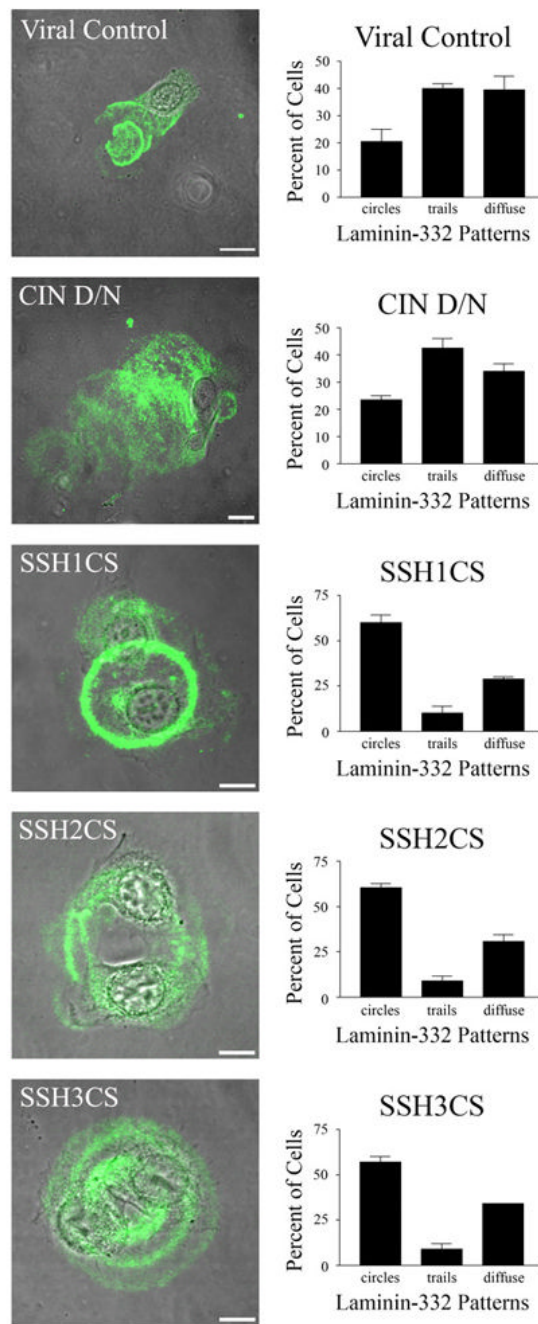 Viral Control
Viral Control
Percent of Cells
50
40
30
20
10
0
circles trails diffuse
Laminin-332 Patterns
CIN D/N
CIN D/N
Percent of Cells
50
40
30
20
10
0
circles trails diffuse
Laminin-332 Patterns
SSH1CS
SSH1CS
Percent of Cells
75
50
25
0
circles trails diffuse
Laminin-332 Patterns
SSH2CS
SSH2CS
Percent of Cells
75
50
25
0
circles trails diffuse
Laminin-332 Patterns
SSH3CS
SSH3CS
Percent of Cells
75
50
25
0
circles trails diffuse
Laminin-332 Patterns